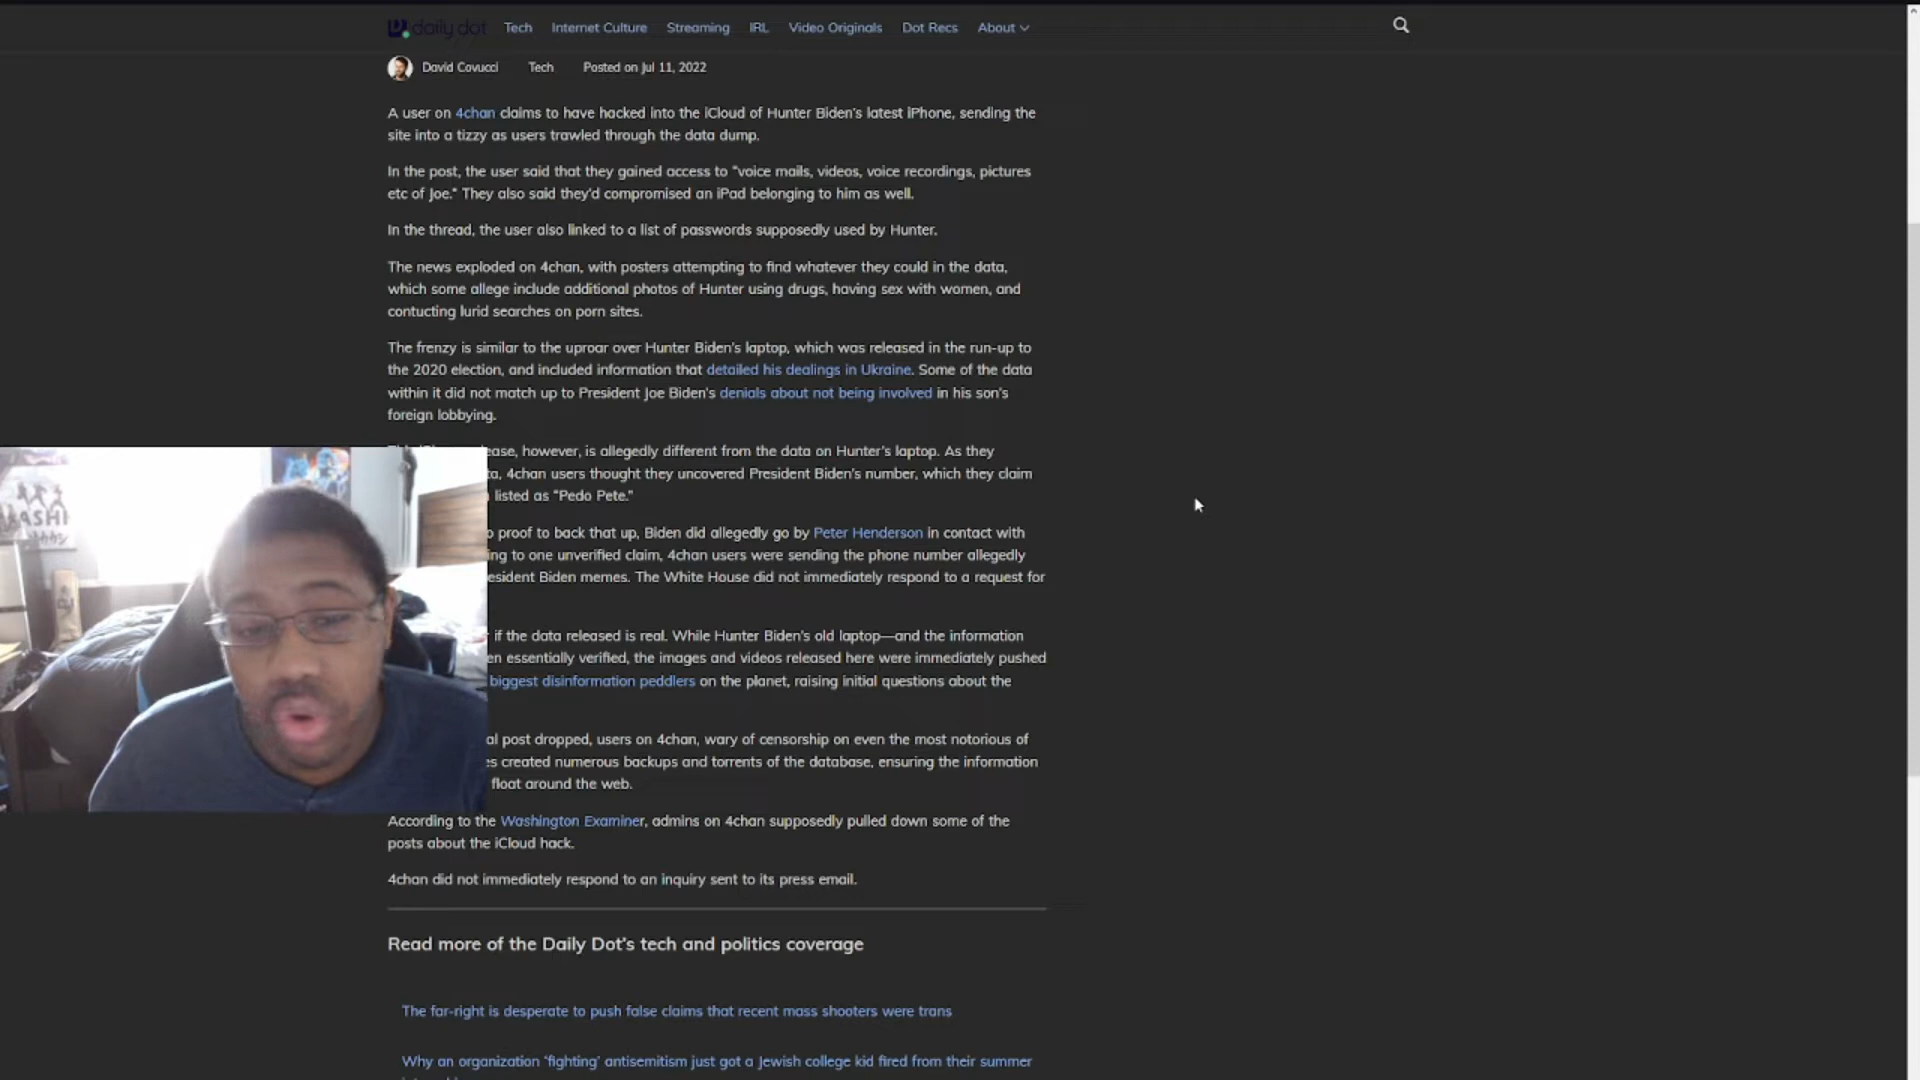 daily dot Tech Internet Culture Streaming IRL Video Originals Dot Recs About
David Covucci Tech Posted on Jul 11, 2022
A user on 4chan claims to have hacked into the iCloud of Hunter Biden's latest iPhone, sending the
site into a tizzy as users trawled through the data dump.
In the post, the user said that they gained access to "voice mails, videos, voice recordings, pictures
etc of Joe." They also said they'd compromised an iPad belonging to him as well.
In the thread, the user also linked to a list of passwords supposedly used by Hunter.
The news exploded on 4chan, with posters attempting to find whatever they could in the data,
which some allege include additional photos of Hunter using drugs, having sex with women, and
contucting lurid searches on porn sites.
The frenzy is similar to the uproar over Hunter Biden's laptop, which was released in the run-up to
the 2020 election, and included information that detailed his dealings in Ukraine. Some of the data
within it did not match up to President Joe Biden's denials about not being involved in his son's
foreign lobbying.
ease, however, is allegedly different from the data on Hunter's laptop. As they
ta, 4chan users thought they uncovered President Biden's number, which they claim
listed as "Pedo Pete."
o proof to back that up, Biden did allegedly go by Peter Henderson in contact with
ing to one unverified claim, 4chan users were sending the phone number allegedly
esident Biden memes. The White House did not immediately respond to a request for
if the data released is real. While Hunter Biden's old laptop—and the information
en essentially verified, the images and videos released here were immediately pushed
biggest disinformation peddlers on the planet, raising initial questions about the
al post dropped, users on 4chan, wary of censorship on even the most notorious of
es created numerous backups and torrents of the database, ensuring the information
float around the web.
According to the Washington Examiner, admins on 4chan supposedly pulled down some of the
posts about the iCloud hack.
4chan did not immediately respond to an inquiry sent to its press email.
Read more of the Daily Dot's tech and politics coverage
The far-right is desperate to push false claims that recent mass shooters were trans
Why an organization 'fighting' antisemitism just got a Jewish college kid fired from their summer